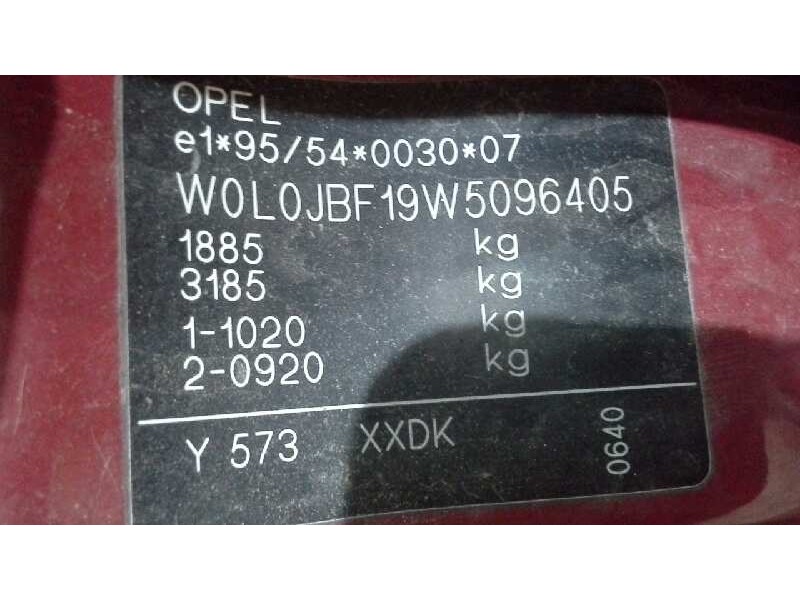 OPEL
e1*95/54*0030*07
W0L0JBF19W5096405
1885 kg
3185 kg
1-1020 kg
2-0920 kg
Y 573 XXDK 0640